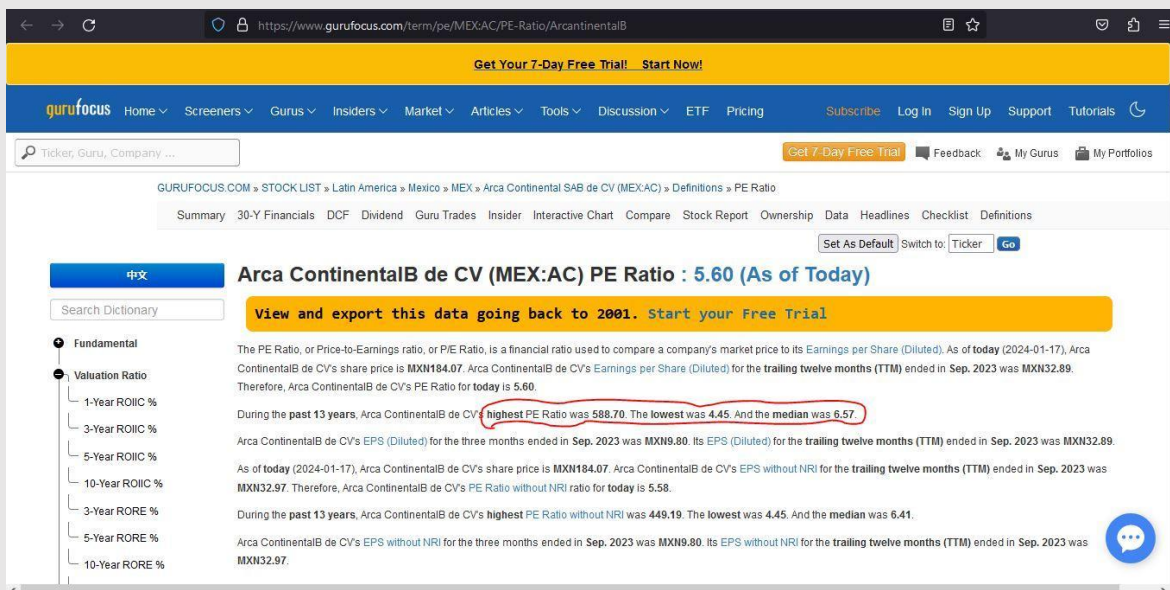 https://www.gurufocus.com/term/pe/MEX:AC/PE-Ratio/ArcantinentalB
Get Your 7-Day Free Trial! Start Now!
gurufocus Home Screeners Gurus Insiders Market Articles Tools Discussion ETF Pricing Subscribe Log In Sign Up Support Tutorials
Ticker, Guru, Company ... Get 7-Day Free Trial Feedback My Gurus My Portfolios
GURUFOCUS.COM » STOCK LIST » Latin America » Mexico » MEX » Arca Continental SAB de CV (MEX:AC) » Definitions » PE Ratio
Summary 30-Y Financials DCF Dividend Guru Trades Insider Interactive Chart Compare Stock Report Ownership Data Headlines Checklist Definitions
Set As Default Switch to: Ticker Go
中文
Search Dictionary
Fundamental
Valuation Ratio
1-Year ROIIC %
3-Year ROIIC %
5-Year ROIIC %
10-Year ROIIC %
3-Year RORE %
5-Year RORE %
10-Year RORE %
Arca ContinentalB de CV (MEX:AC) PE Ratio : 5.60 (As of Today)
View and export this data going back to 2001. Start your Free Trial
The PE Ratio, or Price-to-Earnings ratio, or P/E Ratio, is a financial ratio used to compare a company's market price to its Earnings per Share (Diluted). As of today (2024-01-17), Arca
ContinentalB de CV's share price is MXN184.07. Arca ContinentalB de CV's Earnings per Share (Diluted) for the trailing twelve months (TTM) ended in Sep. 2023 was MXN32.89.
Therefore, Arca ContinentalB de CV's PE Ratio for today is 5.60.
During the past 13 years, Arca ContinentalB de CV's highest PE Ratio was 588.70. The lowest was 4.45. And the median was 6.57.
Arca ContinentalB de CV's EPS (Diluted) for the three months ended in Sep. 2023 was MXN9.80. Its EPS (Diluted) for the trailing twelve months (TTM) ended in Sep. 2023 was MXN32.89.
As of today (2024-01-17), Arca ContinentalB de CV's share price is MXN184.07. Arca ContinentalB de CV's EPS without NRI for the trailing twelve months (TTM) ended in Sep. 2023 was
MXN32.97. Therefore, Arca ContinentalB de CV's PE Ratio without NRI ratio for today is 5.58.
During the past 13 years, Arca ContinentalB de CV's highest PE Ratio without NRI was 449.19. The lowest was 4.45. And the median was 6.41.
Arca ContinentalB de CV's EPS without NRI for the three months ended in Sep. 2023 was MXN9.80. Its EPS without NRI for the trailing twelve months (TTM) ended in Sep. 2023 was
MXN32.97.